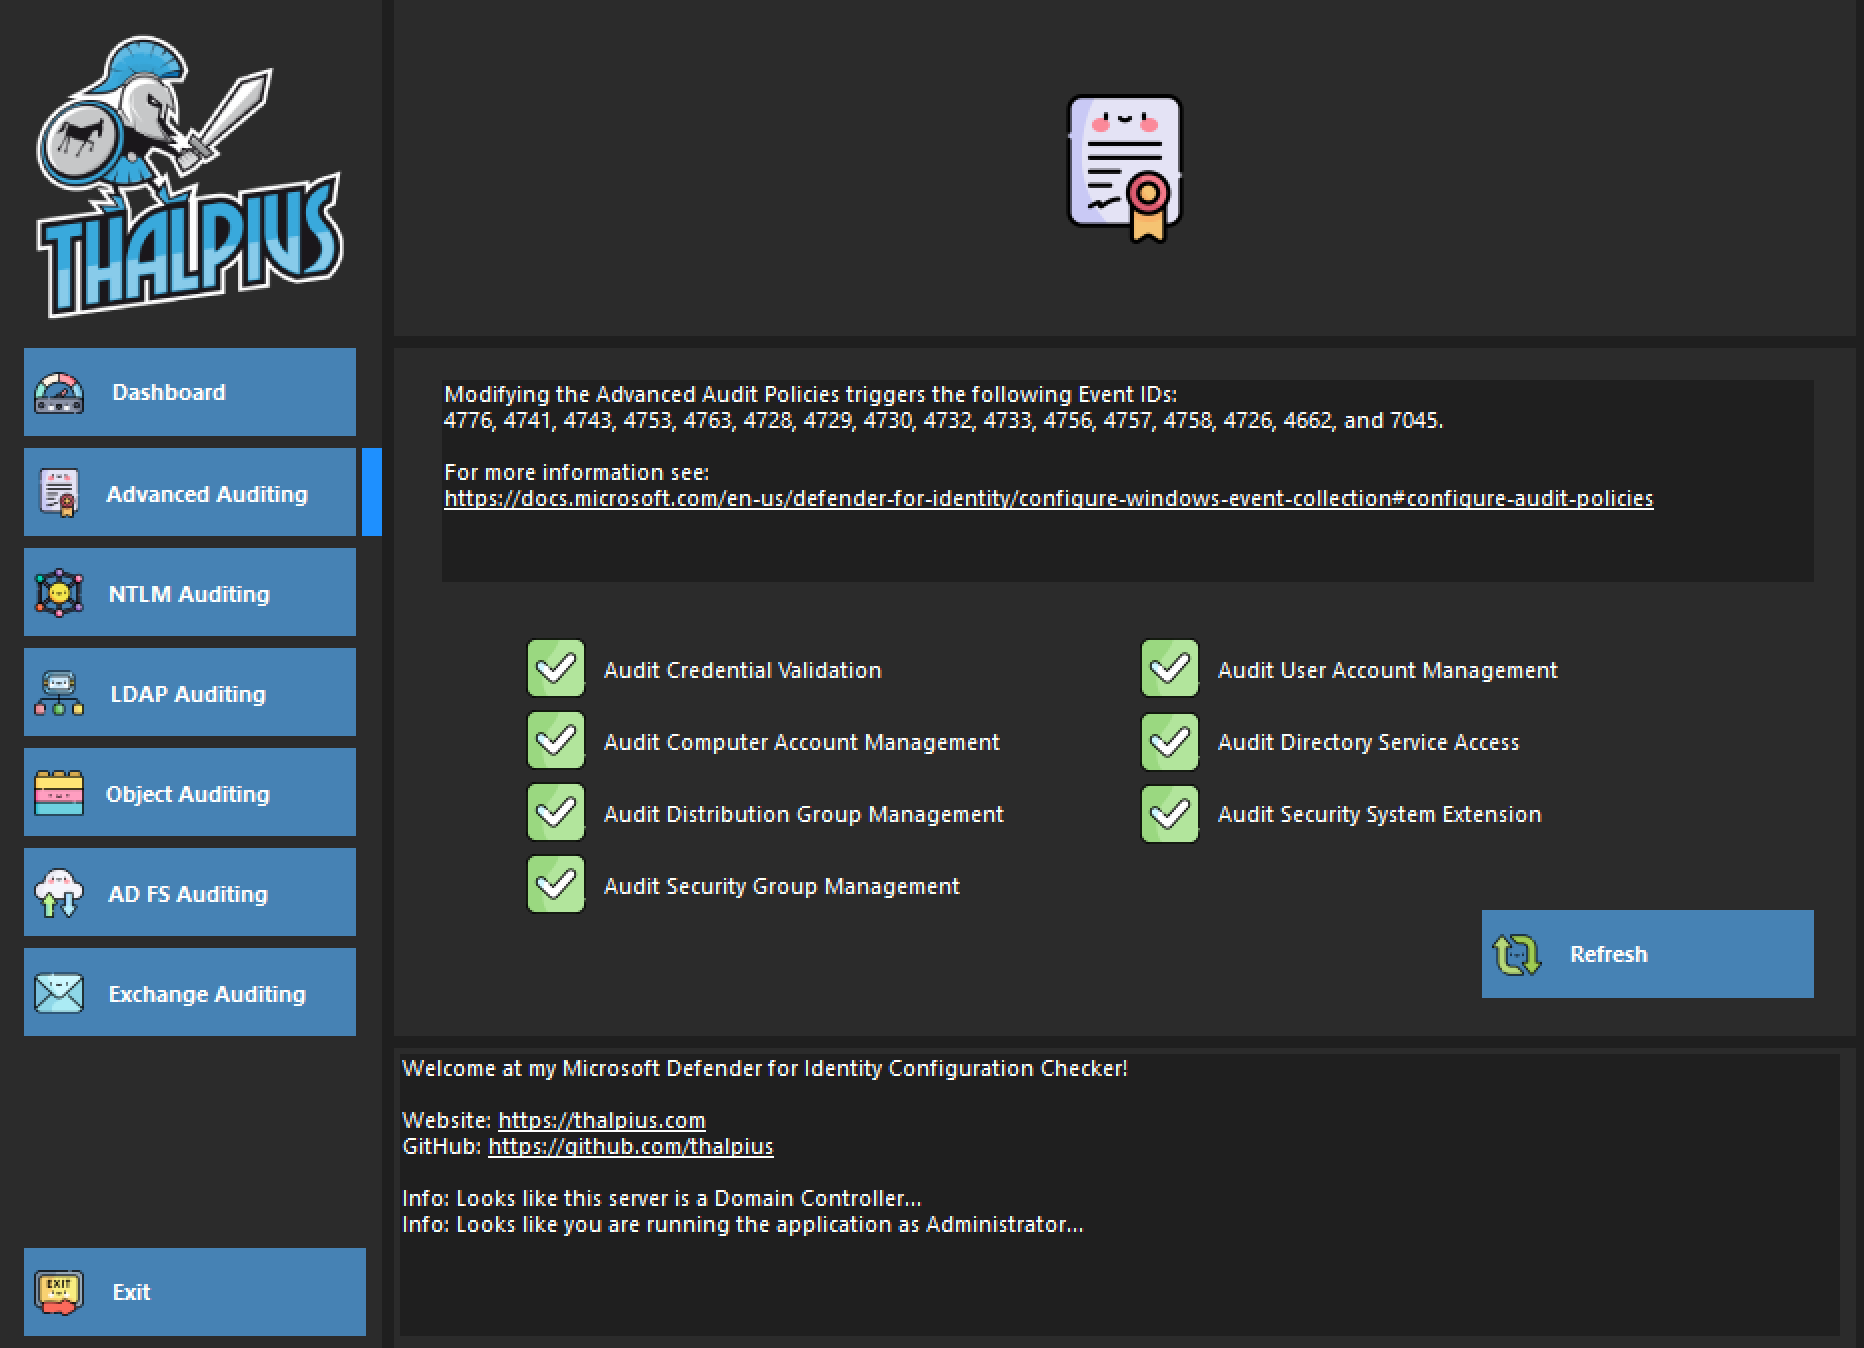 THALPIUS
Dashboard
Advanced Auditing
NTLM Auditing
LDAP Auditing
Object Auditing
AD FS Auditing
Exchange Auditing
EXIT
Exit
Modifying the Advanced Audit Policies triggers the following Event IDs:
4776, 4741, 4743, 4753, 4763, 4728, 4729, 4730, 4732, 4733, 4756, 4757, 4758, 4726, 4662, and 7045.
For more information see:
https://docs.microsoft.com/en-us/defender-for-identity/configure-windows-event-collection#configure-audit-policies
Audit Credential Validation
Audit Computer Account Management
Audit Distribution Group Management
Audit Security Group Management
Audit User Account Management
Audit Directory Service Access
Audit Security System Extension
Refresh
Welcome at my Microsoft Defender for Identity Configuration Checker!
Website: https://thalpius.com
GitHub: https://github.com/thalpius
Info: Looks like this server is a Domain Controller...
Info: Looks like you are running the application as Administrator...